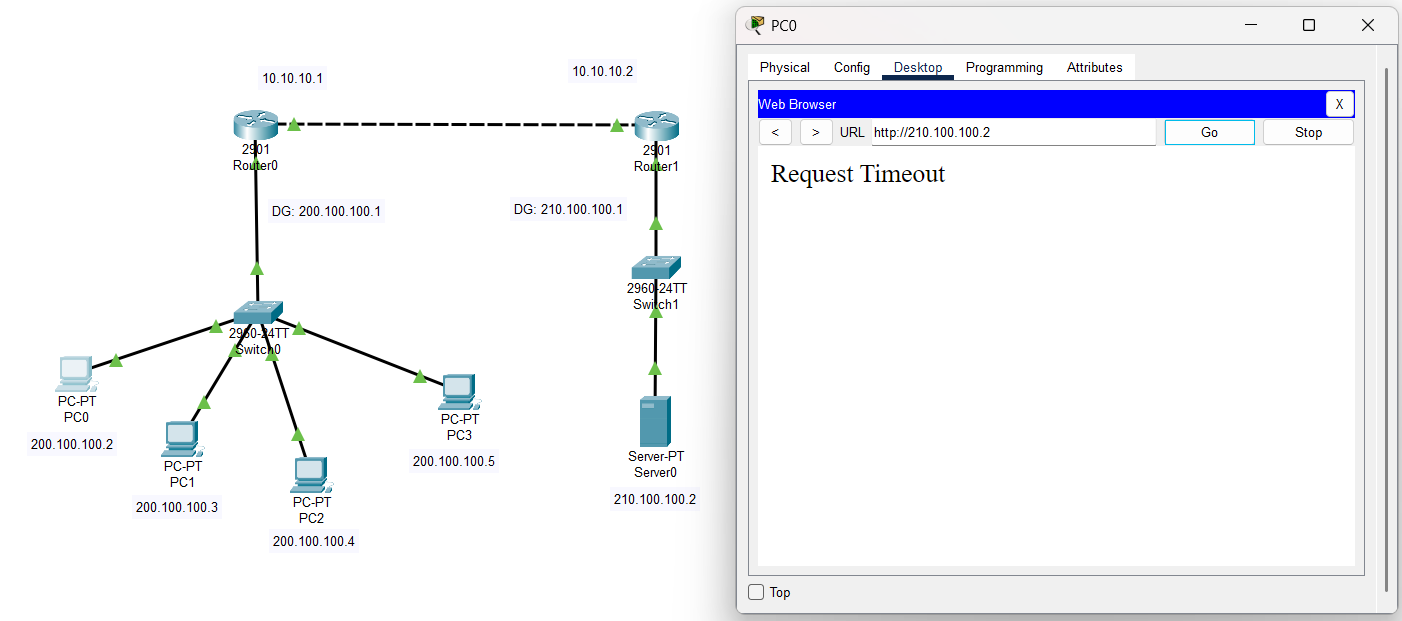 10.10.10.1
10.10.10.2
2901
Router0
2901
Router1
DG: 200.100.100.1
DG: 210.100.100.1
2960-24TT
Switch1
2960-24TT
Switch0
PC-PT
PC0
200.100.100.2
PC-PT
PC1
200.100.100.3
PC-PT
PC2
200.100.100.4
PC-PT
PC3
200.100.100.5
Server-PT
Server0
210.100.100.2
PC0
Physical Config Desktop Programming Attributes
Web Browser X
< > URL http://210.100.100.2 Go Stop
Request Timeout
Top